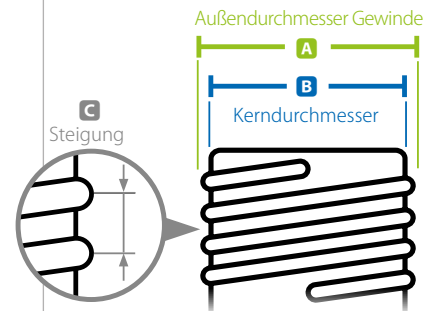 Außendurchmesser Gewinde
A
B
Kerndurchmesser
C
Steigung